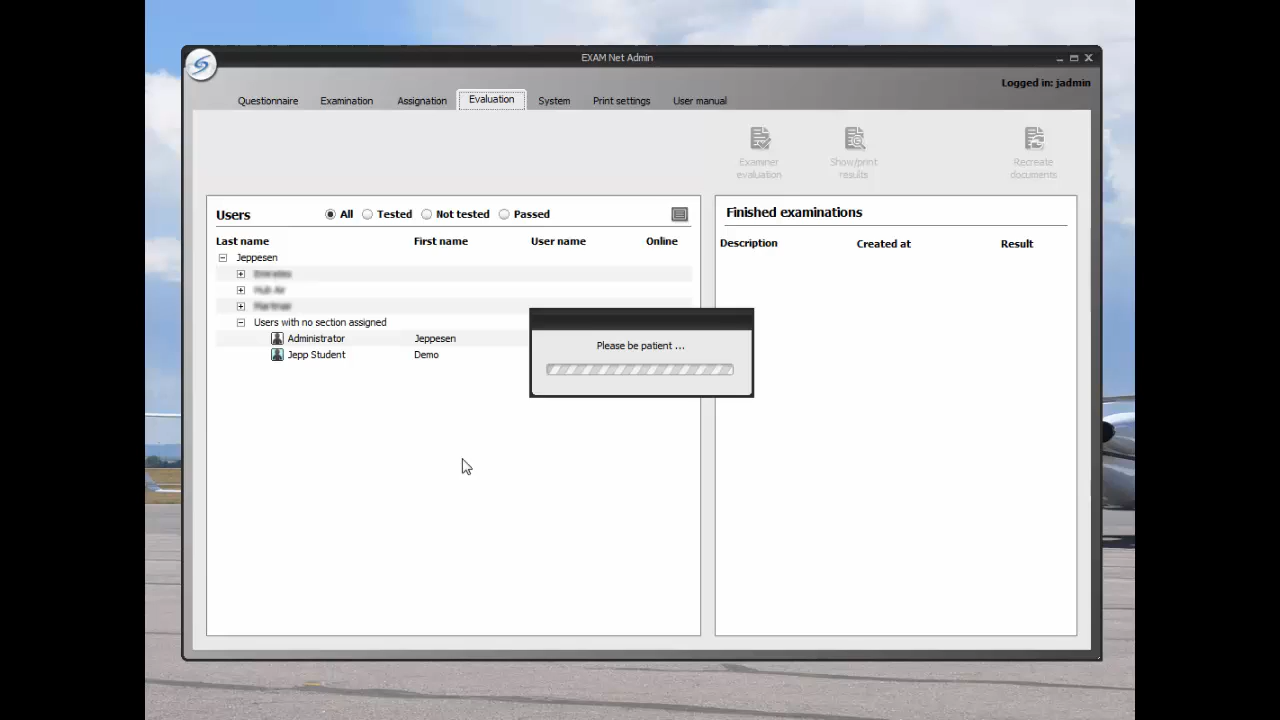 EXAM Net Admin
Logged in: jadmin
Questionnaire Examination Assignation Evaluation System Print settings User manual
Examiner evaluation
Show/print results
Recreate documents
Users All Tested Not tested Passed
Last name First name User name Online
Jeppesen
Users with no section assigned
Administrator Jeppesen
Jepp Student Demo
Please be patient ...
Finished examinations
Description Created at Result